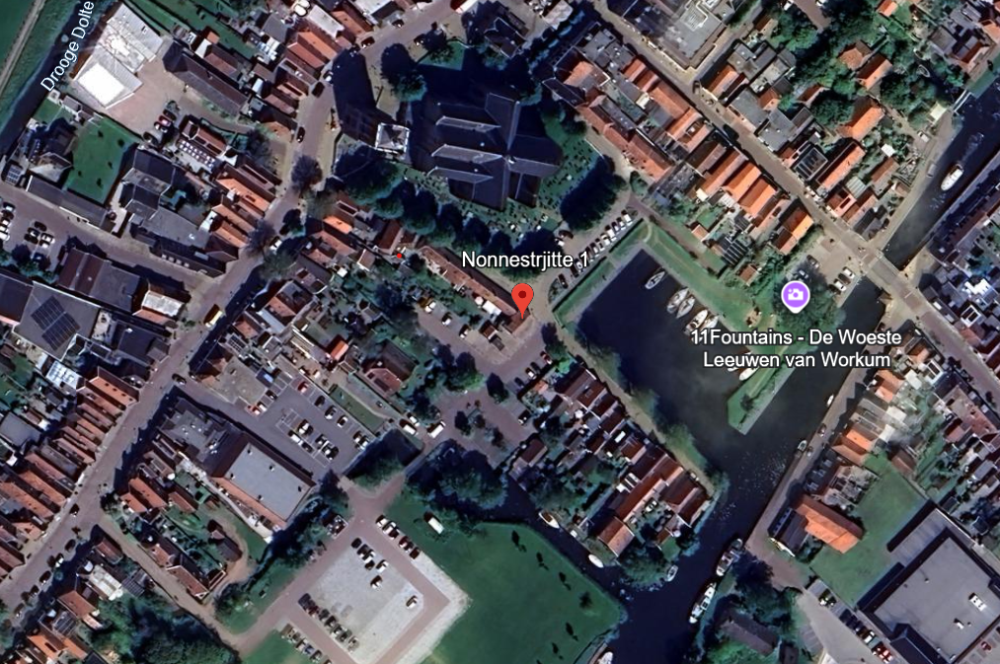 Drooge Dolte
Nonnestrjitte 1
11Fountains - De Woeste
Leeuwen van Workum